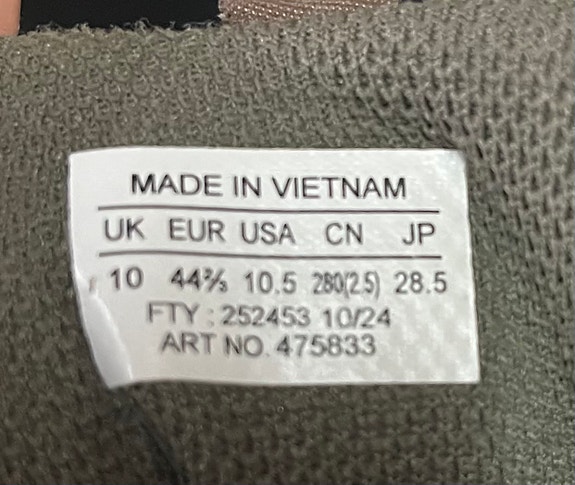 MADE IN VIETNAM
UK EUR USA CN JP
10 44⅔ 10.5 280(2.5) 28.5
FTY : 252453 10/24
ART NO. 475833